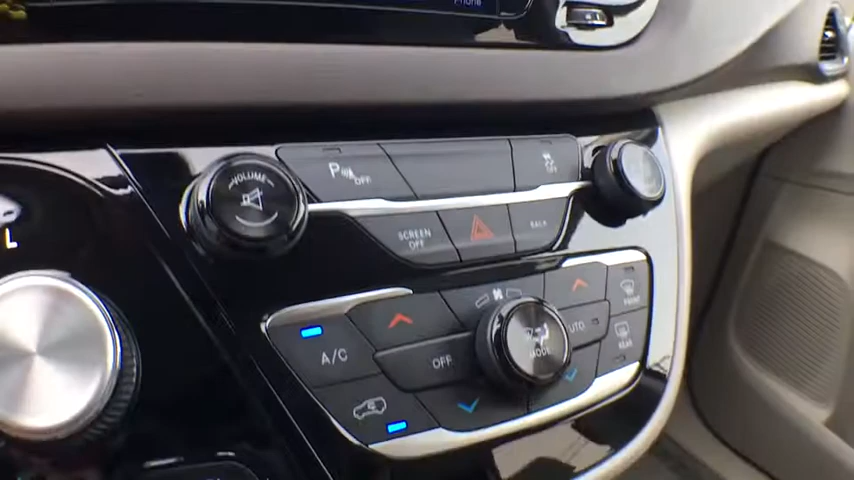 Phone
VOLUME
P OFF
OFF
SCREEN
OFF
BACK
L
A/C
OFF
MODE
AUTO
FRONT
REAR